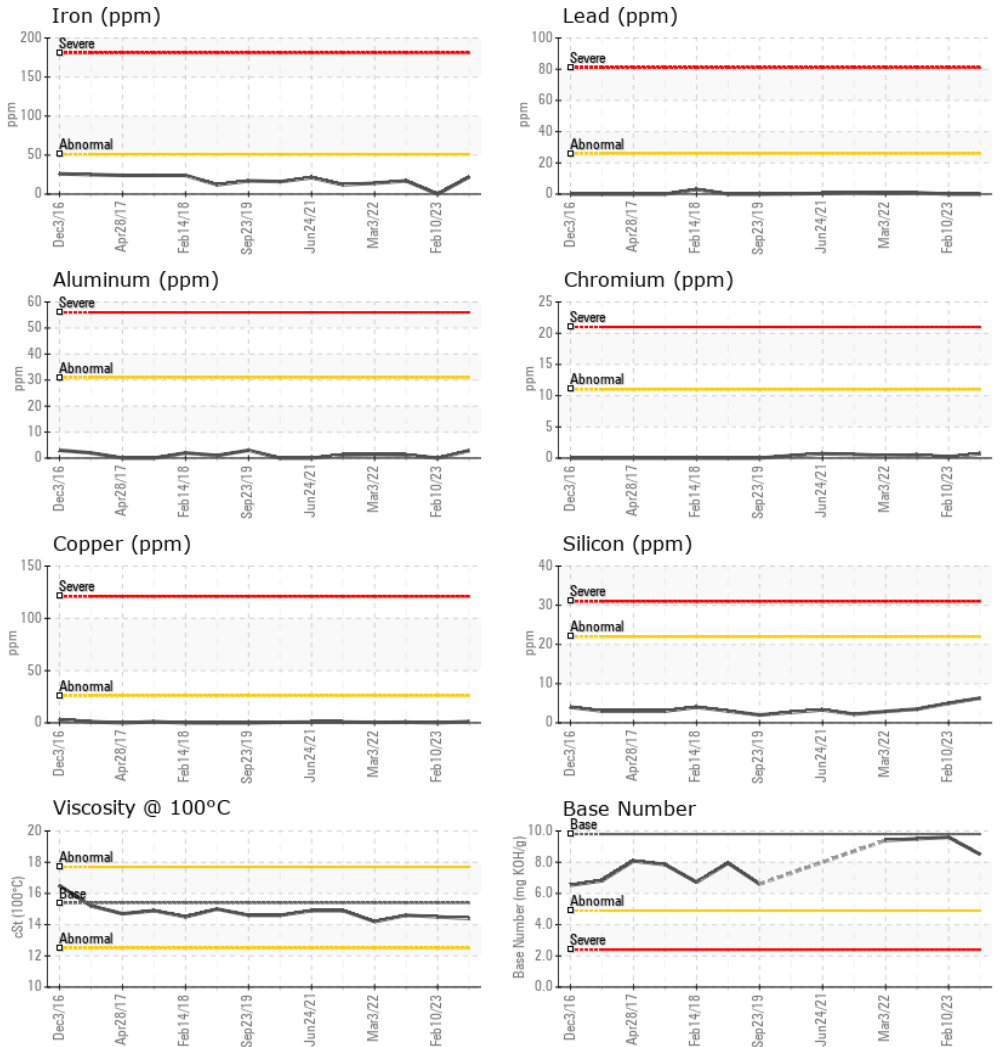 Iron (ppm)
Lead (ppm)
ppm
200
150
100
50
0
Severe
Abnormal
Dec3/16
Apr28/17
Feb14/18
Sep23/19
Jun24/21
Mar3/22
Feb10/23
ppm
100
80
60
40
20
0
Severe
Abnormal
Dec3/16
Apr28/17
Feb14/18
Sep23/19
Jun24/21
Mar3/22
Feb10/23
Aluminum (ppm)
Chromium (ppm)
ppm
60
50
40
30
20
10
0
Severe
Abnormal
Dec3/16
Apr28/17
Feb14/18
Sep23/19
Jun24/21
Mar3/22
Feb10/23
ppm
25
20
15
10
5
0
Severe
Abnormal
Dec3/16
Apr28/17
Feb14/18
Sep23/19
Jun24/21
Mar3/22
Feb10/23
Copper (ppm)
Silicon (ppm)
ppm
150
100
50
0
Severe
Abnormal
Dec3/16
Apr28/17
Feb14/18
Sep23/19
Jun24/21
Mar3/22
Feb10/23
ppm
40
30
20
10
0
Severe
Abnormal
Dec3/16
Apr28/17
Feb14/18
Sep23/19
Jun24/21
Mar3/22
Feb10/23
Viscosity @ 100°C
Base Number
cSt (100°C)
20
18
16
14
12
10
Abnormal
Base
Abnormal
Dec3/16
Apr28/17
Feb14/18
Sep23/19
Jun24/21
Mar3/22
Feb10/23
Base Number (mg KOH/g)
10.0
8.0
6.0
4.0
2.0
0.0
Base
Abnormal
Severe
Dec3/16
Apr28/17
Feb14/18
Sep23/19
Jun24/21
Mar3/22
Feb10/23